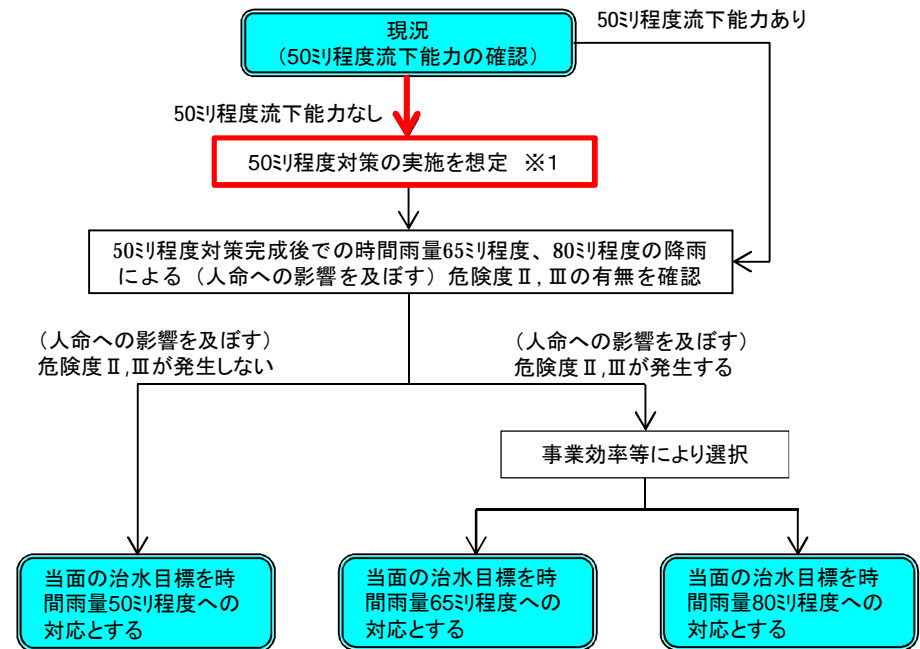 現況
（50ﾐﾘ程度流下能力の確認）
50ﾐﾘ程度流下能力あり
50ﾐﾘ程度流下能力なし
50ﾐﾘ程度対策の実施を想定　※1
50ﾐﾘ程度対策完成後での時間雨量65ﾐﾘ程度、80ﾐﾘ程度の降雨
による（人命への影響を及ぼす）危険度Ⅱ,Ⅲの有無を確認
（人命への影響を及ぼす）
危険度Ⅱ,Ⅲが発生しない
（人命への影響を及ぼす）
危険度Ⅱ,Ⅲが発生する
事業効率等により選択
当面の治水目標を時
間雨量50ﾐﾘ程度への
対応とする
当面の治水目標を時
間雨量65ﾐﾘ程度への
対応とする
当面の治水目標を時
間雨量80ﾐﾘ程度への
対応とする